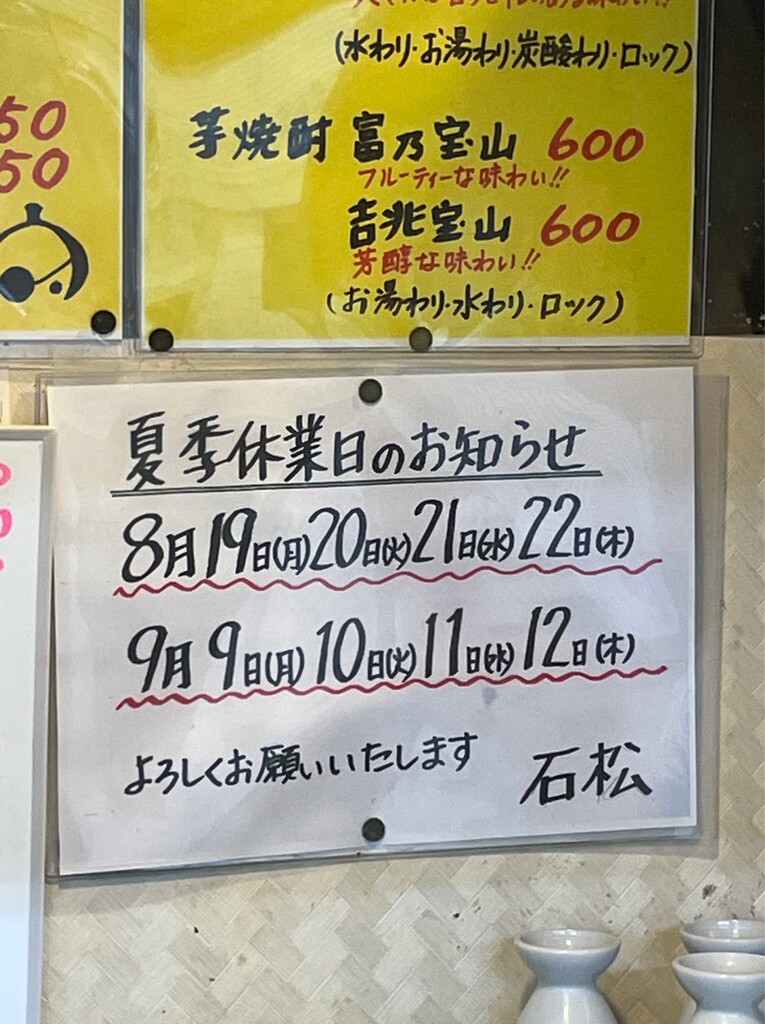 (水わり・お湯わり・炭酸わり・ロック)
50
50
芋焼酎 富乃宝山 600
フルーティーな味わい!!
吉兆宝山 600
芳醇な味わい!!
(お湯わり・水わり・ロック)
夏季休業日のお知らせ
8月19日(月)20日(火)21日(水)22日(木)
9月9日(月)10日(火)11日(水)12日(木)
よろしくお願いいたします 石松